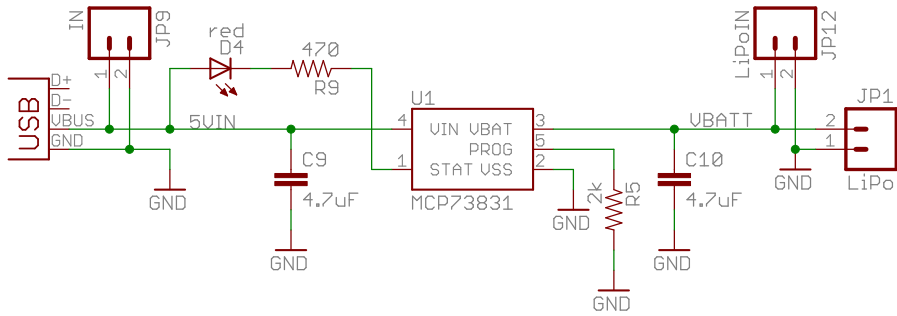 IN
JP9
1
2
USB
D+
D-
VBUS
GND
GND
5VIN
red
D4
470
R9
C9
4.7uF
GND
U1
4
1
VIN VBAT
PROG
STAT VSS
3
5
2
MCP73831
GND
2k
R5
GND
VBATT
C10
4.7uF
GND
LiPoIN
JP12
1
2
GND
JP1
2
1
LiPo